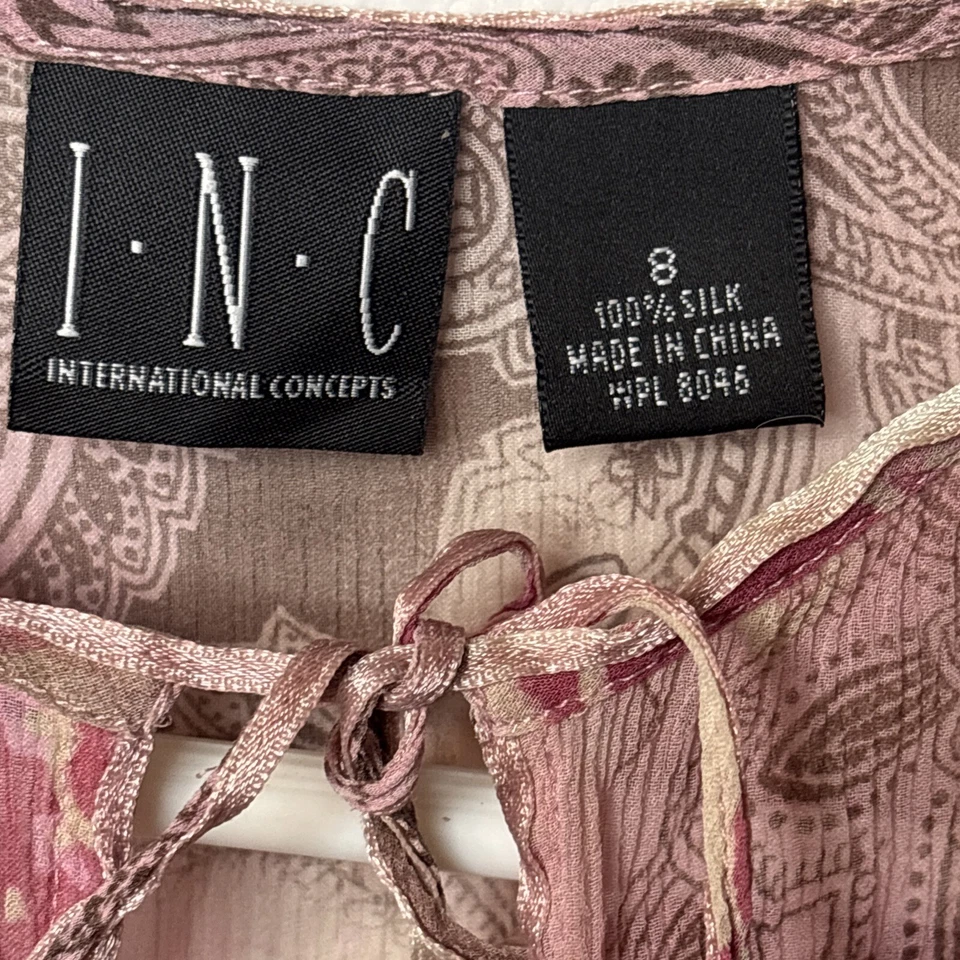 I·N·C
INTERNATIONAL CONCEPTS
8
100% SILK
MADE IN CHINA
WPL 8046